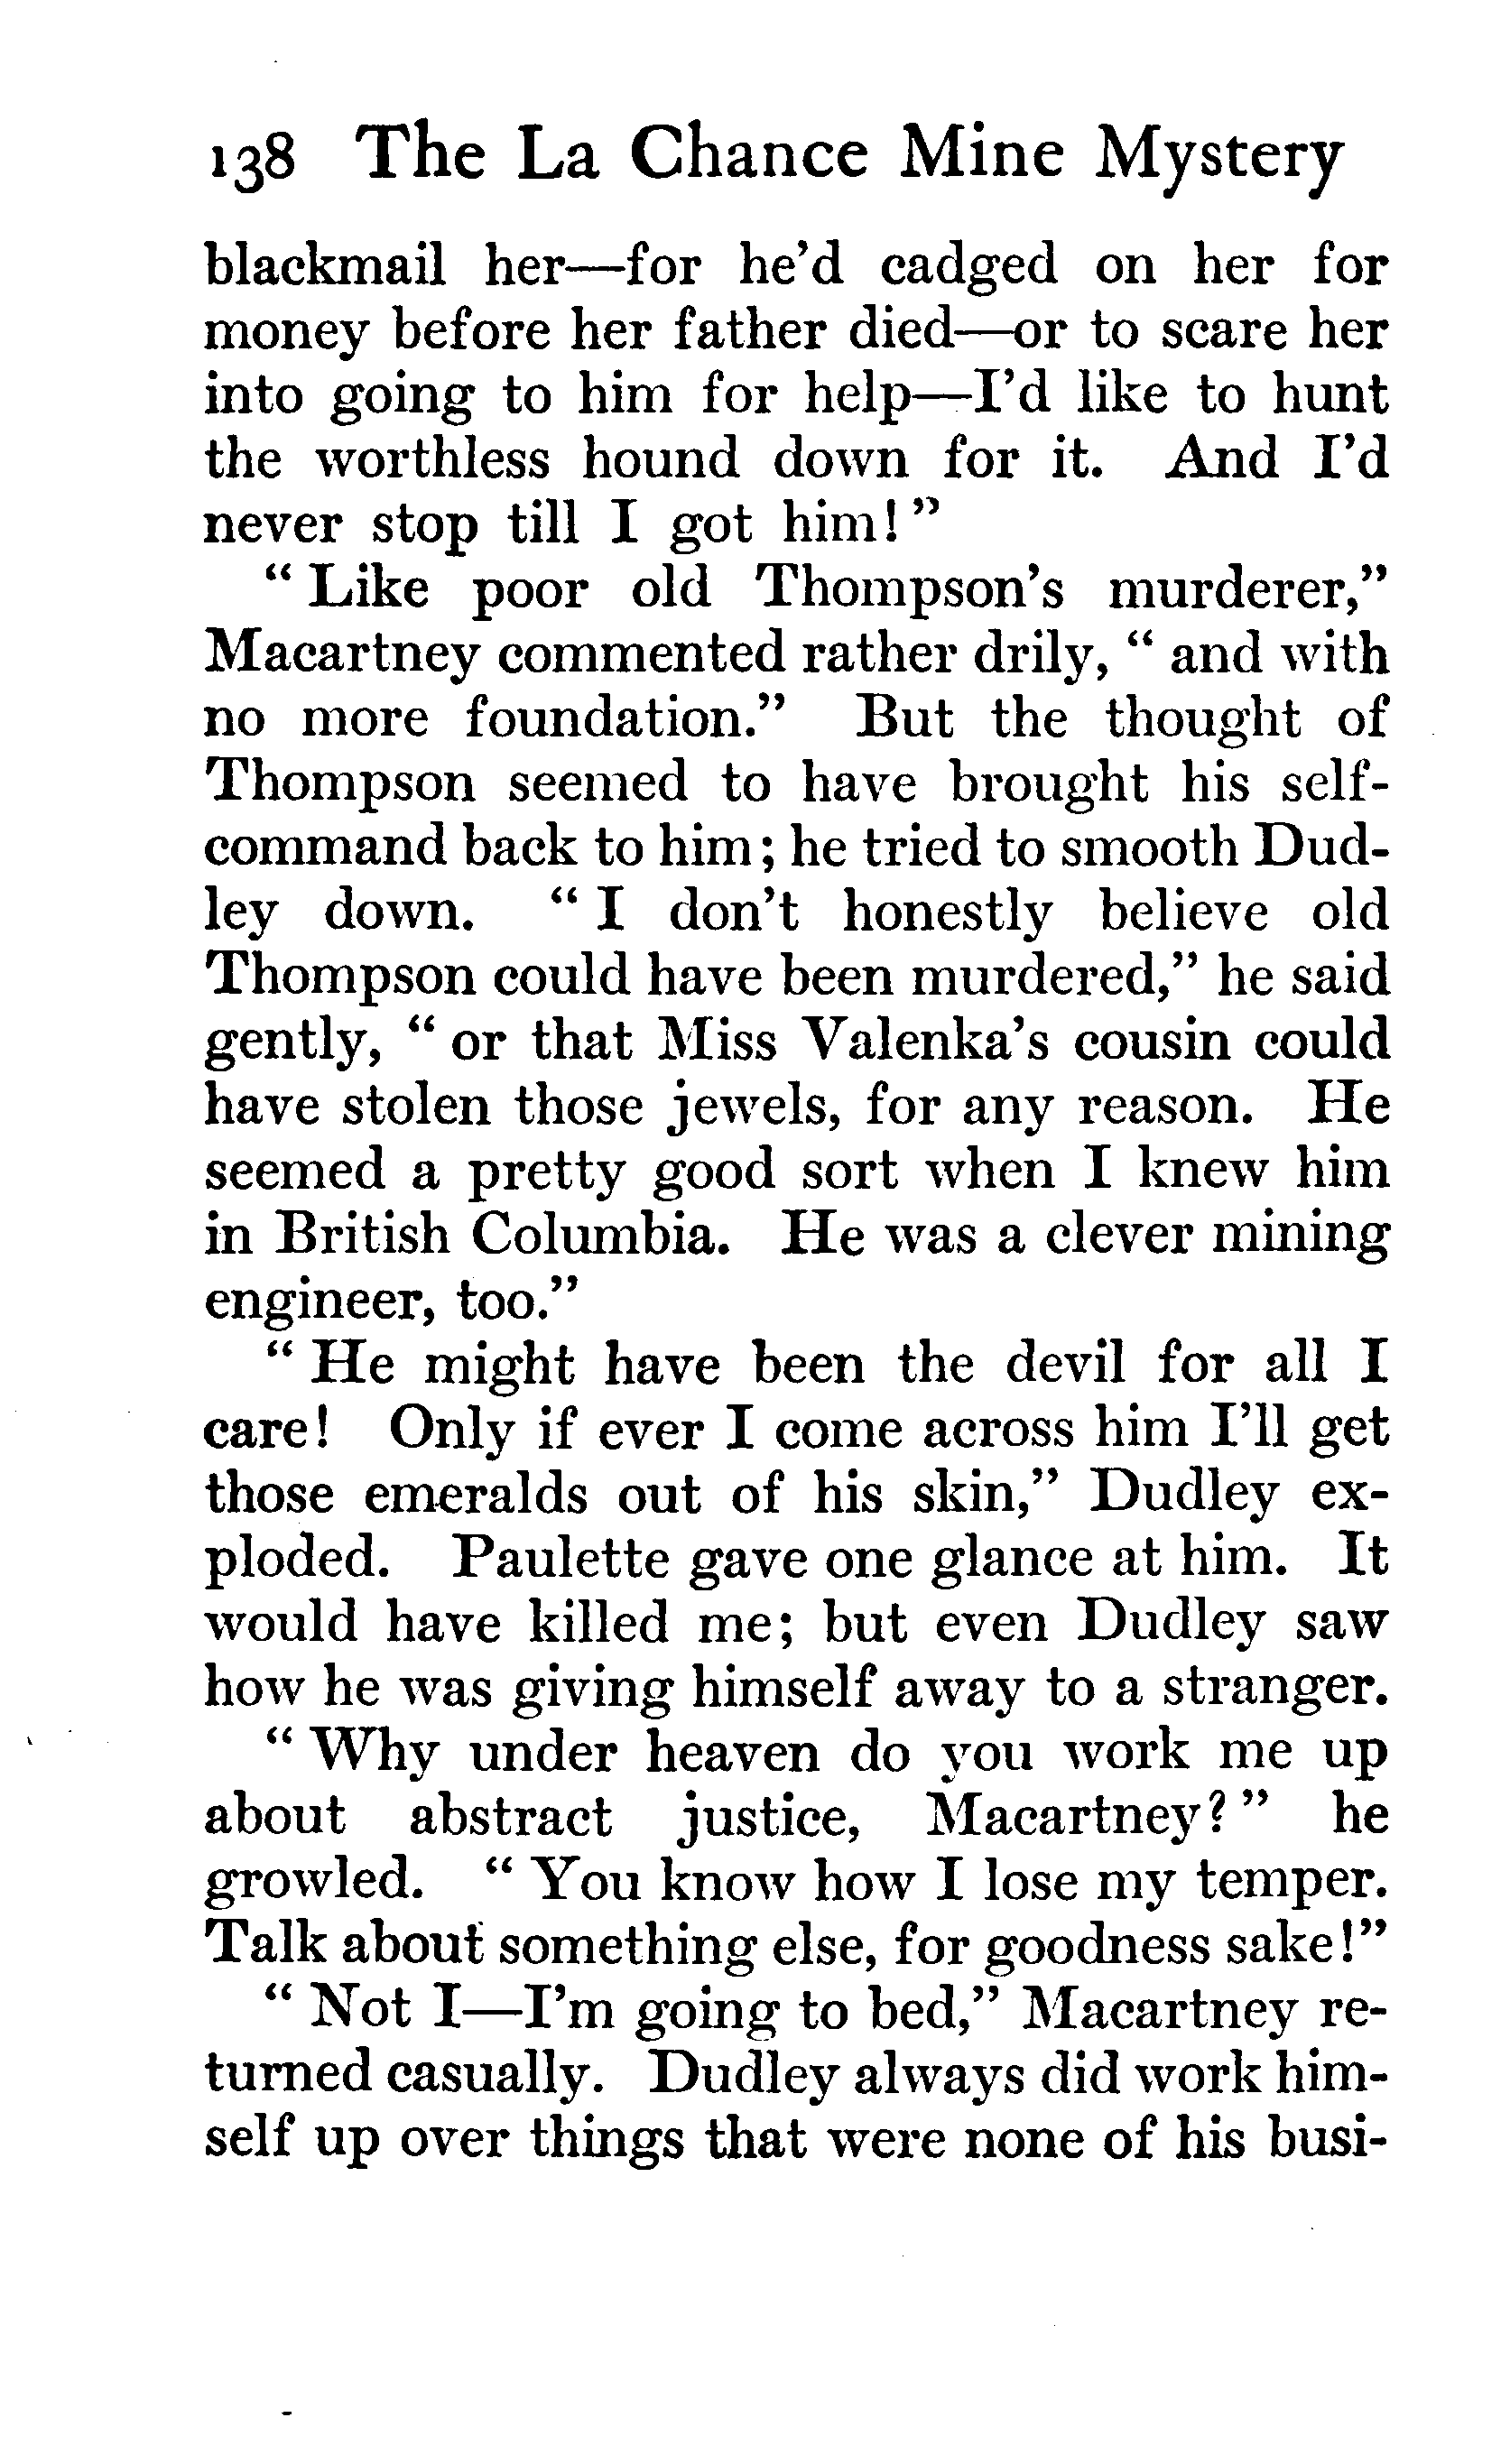 138 The La Chance Mine Mystery
blackmail her—for he'd cadged on her for
money before her father died—or to scare her
into going to him for help—I'd like to hunt
the worthless hound down for it. And I'd
never stop till I got him!"
"Like poor old Thompson's murderer,"
Macartney commented rather drily, "and with
no more foundation." But the thought of
Thompson seemed to have brought his self-
command back to him; he tried to smooth Dud-
ley down. "I don't honestly believe old
Thompson could have been murdered," he said
gently, "or that Miss Valenka's cousin could
have stolen those jewels, for any reason. He
seemed a pretty good sort when I knew him
in British Columbia. He was a clever mining
engineer, too."
"He might have been the devil for all I
care! Only if ever I come across him I'll get
those emeralds out of his skin," Dudley ex-
ploded. Paulette gave one glance at him. It
would have killed me; but even Dudley saw
how he was giving himself away to a stranger.
"Why under heaven do you work me up
about abstract justice, Macartney?" he
growled. "You know how I lose my temper.
Talk about something else, for goodness sake!"
"Not I—I'm going to bed," Macartney re-
turned casually. Dudley always did work him-
self up over things that were none of his busi-